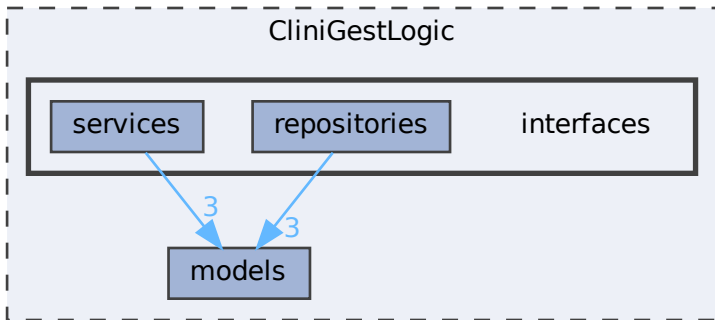 CliniGestLogic
services
repositories
interfaces
3
3
models